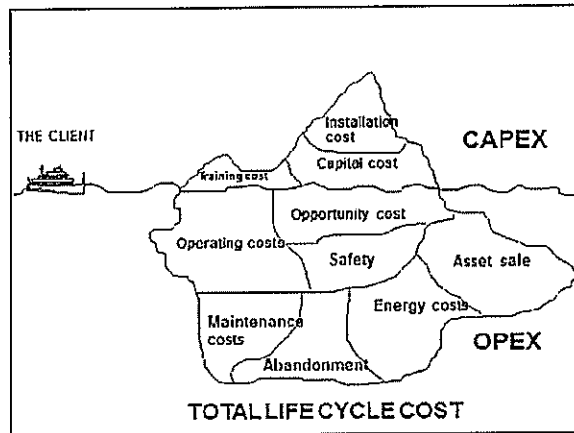 Installation
cost
THE CLIENT
CAPEX
Capitol cost
Training cost
Opportunity cost
Operating costs
Safety
Asset sale
Energy costs
Maintenance
costs
OPEX
Abandonment
TOTAL LIFE CYCLE COST